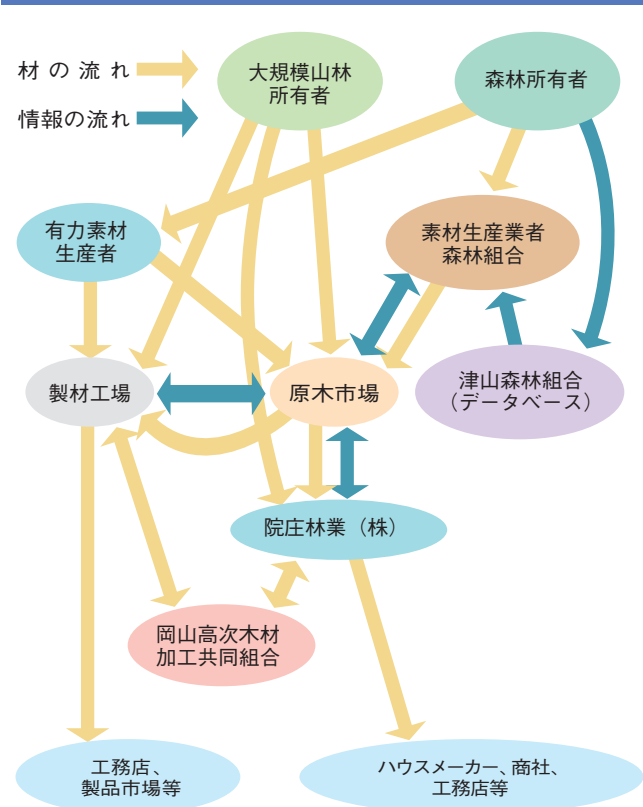 材の流れ
情報の流れ
大規模山林
所有者
森林所有者
有力素材
生産者
素材生産業者
森林組合
製材工場
原木市場
津山森林組合
（データベース）
院庄林業（株）
岡山高次木材
加工共同組合
工務店、
製品市場等
ハウスメーカー、商社、
工務店等